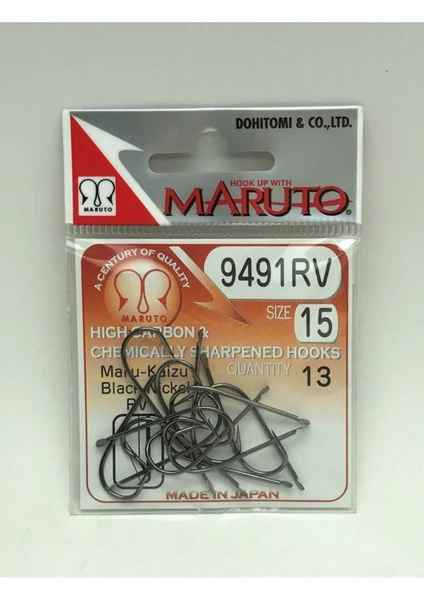 DOHITOMI & CO.,LTD.
HOOK UP WITH
MARUTO®
MARUTO
A CENTURY OF QUALITY
MARUTO
9491RV
SIZE 15
HIGH-CARBON &
CHEMICALLY SHARPENED HOOKS
Maru-Kaizu QUANTITY 13
Black Nickel
RV
MADE IN JAPAN